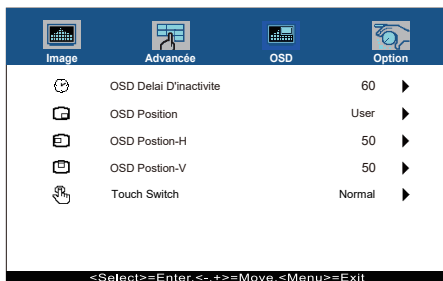 Image Advancée OSD Option
OSD Delai D'inactivite 60
OSD Position User
OSD Postion-H 50
OSD Postion-V 50
Touch Switch Normal
<Select>=Enter,<-,+>=Move,<Menu>=Exit